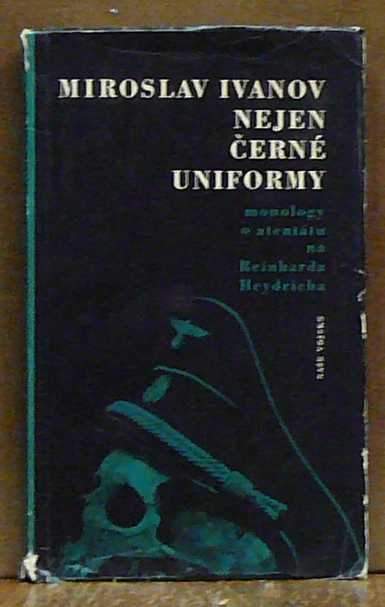 MIROSLAV IVANOV
NEJEN
ČERNÉ
UNIFORMY
monology
o atentátu
na
Reinharda
Heydricha
NAŠE VOJSKO